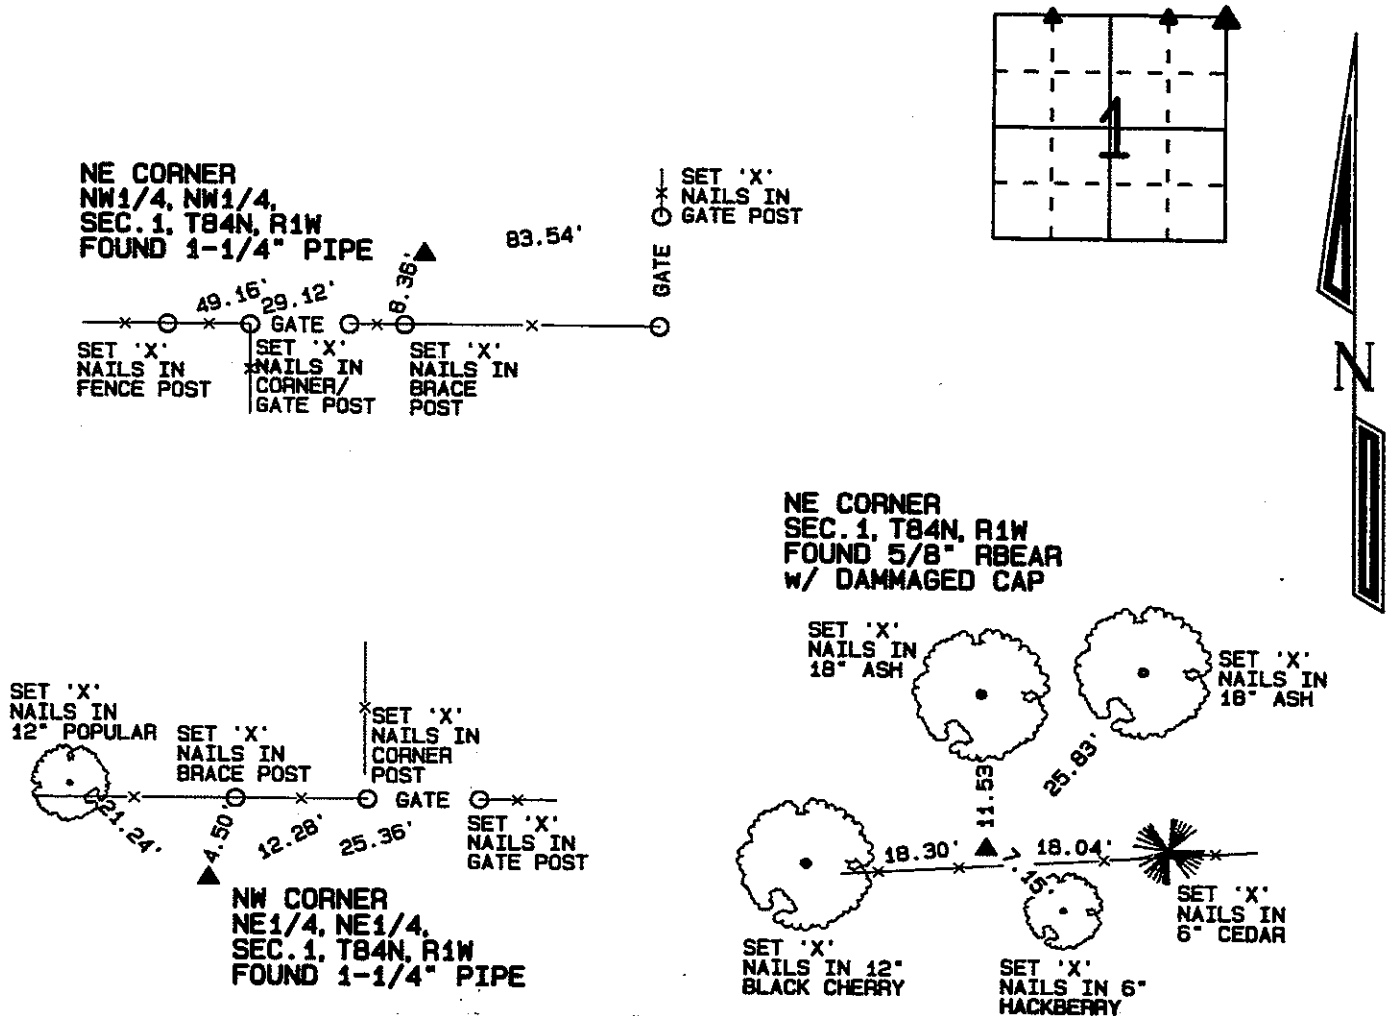 1
NE CORNER
NW1/4, NW1/4,
SEC. 1, T84N, R1W
FOUND 1-1/4" PIPE
83.54'
SET 'X'
NAILS IN
GATE POST
GATE
8.36'
49.16'
29.12'
GATE
SET 'X'
NAILS IN
FENCE POST
SET 'X'
NAILS IN
CORNER/
GATE POST
SET 'X'
NAILS IN
BRACE
POST
N
NE CORNER
SEC. 1, T84N, R1W
FOUND 5/8" RBEAR
w/ DAMMAGED CAP
SET 'X'
NAILS IN
18" ASH
SET 'X'
NAILS IN
18" ASH
11.53'
25.83'
18.30'
18.04'
7.15'
SET 'X'
NAILS IN 12"
BLACK CHERRY
SET 'X'
NAILS IN 6"
HACKBERRY
SET 'X'
NAILS IN
6" CEDAR
SET 'X'
NAILS IN
12" POPULAR
SET 'X'
NAILS IN
BRACE POST
SET 'X'
NAILS IN
CORNER
POST
GATE
21.24'
4.50'
12.28'
25.36'
SET 'X'
NAILS IN
GATE POST
NW CORNER
NE1/4, NE1/4,
SEC. 1, T84N, R1W
FOUND 1-1/4" PIPE